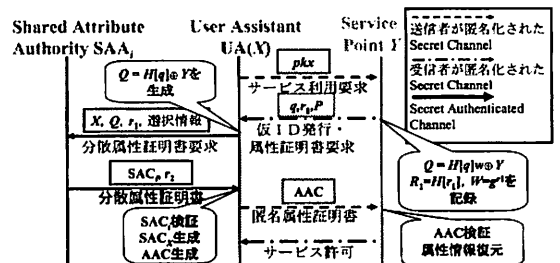 Shared Attribute
Authority SAAi
User Assistant
UA(X)
Service
Point Y
送信者が匿名化された
Secret Channel
受信者が匿名化された
Secret Channel
Secret Authenticated
Channel
Q = H[q]⊕Yを
生成
pkx
サービス利用要求
X, Q, r1, 選択情報
分散属性証明書要求
q, r1, P
仮ID発行・
属性証明書要求
Q = H[q]w⊕Y
を
記録
SACi, r2
分散属性証明書
AAC
匿名属性証明書
SACi検証
SACx生成
AAC生成
サービス許可
AAC検証
属性情報復元